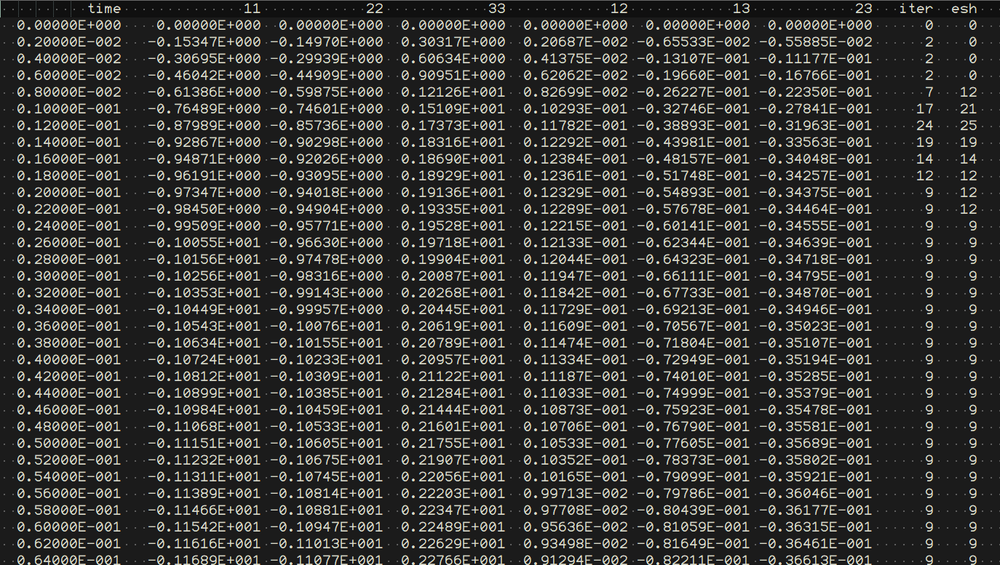 time 11 22 33 12 13 23 iter esh
0.00000E+000 0.00000E+000 0.00000E+000 0.00000E+000 0.00000E+000 0.00000E+000 0.00000E+000 0 0
0.20000E-002 -0.15347E+000 -0.14970E+000 0.30317E+000 0.20687E-002 -0.65533E-002 -0.55885E-002 2 0
0.40000E-002 -0.30695E+000 -0.29939E+000 0.60634E+000 0.41375E-002 -0.13107E-001 -0.11177E-001 2 0
0.60000E-002 -0.46042E+000 -0.44909E+000 0.90951E+000 0.62062E-002 -0.19660E-001 -0.16766E-001 2 0
0.80000E-002 -0.61386E+000 -0.59875E+000 0.12126E+001 0.82699E-002 -0.26227E-001 -0.22350E-001 7 12
0.10000E-001 -0.76489E+000 -0.74601E+000 0.15109E+001 0.10293E-001 -0.32746E-001 -0.27841E-001 17 21
0.12000E-001 -0.87989E+000 -0.85736E+000 0.17373E+001 0.11782E-001 -0.38893E-001 -0.31963E-001 24 25
0.14000E-001 -0.92867E+000 -0.90298E+000 0.18316E+001 0.12292E-001 -0.43981E-001 -0.33563E-001 19 19
0.16000E-001 -0.94871E+000 -0.92026E+000 0.18690E+001 0.12384E-001 -0.48157E-001 -0.34048E-001 14 14
0.18000E-001 -0.96191E+000 -0.93095E+000 0.18929E+001 0.12361E-001 -0.51748E-001 -0.34257E-001 12 12
0.20000E-001 -0.97347E+000 -0.94018E+000 0.19136E+001 0.12329E-001 -0.54893E-001 -0.34375E-001 9 12
0.22000E-001 -0.98450E+000 -0.94904E+000 0.19335E+001 0.12289E-001 -0.57678E-001 -0.34464E-001 9 12
0.24000E-001 -0.99509E+000 -0.95771E+000 0.19528E+001 0.12215E-001 -0.60141E-001 -0.34555E-001 9 9
0.26000E-001 -0.10055E+001 -0.96630E+000 0.19718E+001 0.12133E-001 -0.62344E-001 -0.34639E-001 9 9
0.28000E-001 -0.10156E+001 -0.97478E+000 0.19904E+001 0.12044E-001 -0.64323E-001 -0.34718E-001 9 9
0.30000E-001 -0.10256E+001 -0.98316E+000 0.20087E+001 0.11947E-001 -0.66111E-001 -0.34795E-001 9 9
0.32000E-001 -0.10353E+001 -0.99143E+000 0.20268E+001 0.11842E-001 -0.67733E-001 -0.34870E-001 9 9
0.34000E-001 -0.10449E+001 -0.99957E+000 0.20445E+001 0.11729E-001 -0.69213E-001 -0.34946E-001 9 9
0.36000E-001 -0.10543E+001 -0.10076E+001 0.20619E+001 0.11609E-001 -0.70567E-001 -0.35023E-001 9 9
0.38000E-001 -0.10634E+001 -0.10155E+001 0.20789E+001 0.11474E-001 -0.71804E-001 -0.35107E-001 9 9
0.40000E-001 -0.10724E+001 -0.10233E+001 0.20957E+001 0.11334E-001 -0.72949E-001 -0.35194E-001 9 9
0.42000E-001 -0.10812E+001 -0.10309E+001 0.21122E+001 0.11187E-001 -0.74010E-001 -0.35285E-001 9 9
0.44000E-001 -0.10899E+001 -0.10385E+001 0.21284E+001 0.11033E-001 -0.74999E-001 -0.35379E-001 9 9
0.46000E-001 -0.10984E+001 -0.10459E+001 0.21444E+001 0.10873E-001 -0.75923E-001 -0.35478E-001 9 9
0.48000E-001 -0.11068E+001 -0.10533E+001 0.21601E+001 0.10706E-001 -0.76790E-001 -0.35581E-001 9 9
0.50000E-001 -0.11151E+001 -0.10605E+001 0.21755E+001 0.10533E-001 -0.77605E-001 -0.35689E-001 9 9
0.52000E-001 -0.11232E+001 -0.10675E+001 0.21907E+001 0.10352E-001 -0.78373E-001 -0.35802E-001 9 9
0.54000E-001 -0.11311E+001 -0.10745E+001 0.22056E+001 0.10165E-001 -0.79099E-001 -0.35921E-001 9 9
0.56000E-001 -0.11389E+001 -0.10814E+001 0.22203E+001 0.99713E-002 -0.79786E-001 -0.36046E-001 9 9
0.58000E-001 -0.11466E+001 -0.10881E+001 0.22347E+001 0.97708E-002 -0.80439E-001 -0.36177E-001 9 9
0.60000E-001 -0.11542E+001 -0.10947E+001 0.22489E+001 0.95636E-002 -0.81059E-001 -0.36315E-001 9 9
0.62000E-001 -0.11616E+001 -0.11013E+001 0.22629E+001 0.93498E-002 -0.81649E-001 -0.36461E-001 9 9
0.64000E-001 -0.11689E+001 -0.11077E+001 0.22766E+001 0.91294E-002 -0.82211E-001 -0.36613E-001 9 9